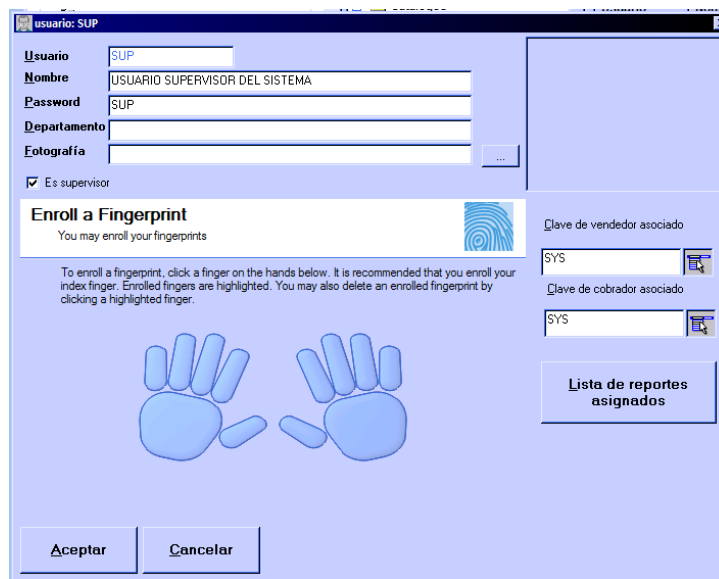 usuario: SUP
Usuario SUP
Nombre USUARIO SUPERVISOR DEL SISTEMA
Password SUP
Departamento
Fotografía ...
Es supervisor
Enroll a Fingerprint
You may enroll your fingerprints
To enroll a fingerprint, click a finger on the hands below. It is recommended that you enroll your
index finger. Enrolled fingers are highlighted. You may also delete an enrolled fingerprint by
clicking a highlighted finger.
Clave de vendedor asociado
SYS
Clave de cobrador asociado
SYS
Lista de reportes
asignados
Aceptar Cancelar